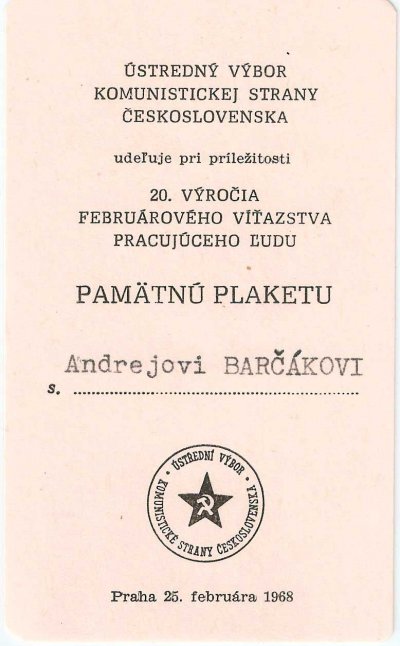 ÚSTREDNÝ VÝBOR
KOMUNISTICKEJ STRANY
ČESKOSLOVENSKA
udeľuje pri príležitosti
20. VÝROČIA
FEBRUÁROVÉHO VÍŤAZSTVA
PRACUJÚCEHO ĽUDU
PAMÄTNÚ PLAKETU
Andrejovi BARČÁKOVI
s.
· ÚSTŘEDNÍ VÝBOR ·
KOMUNISTICKÉ STRANY ČESKOSLOVENSKA
Praha 25. februára 1968